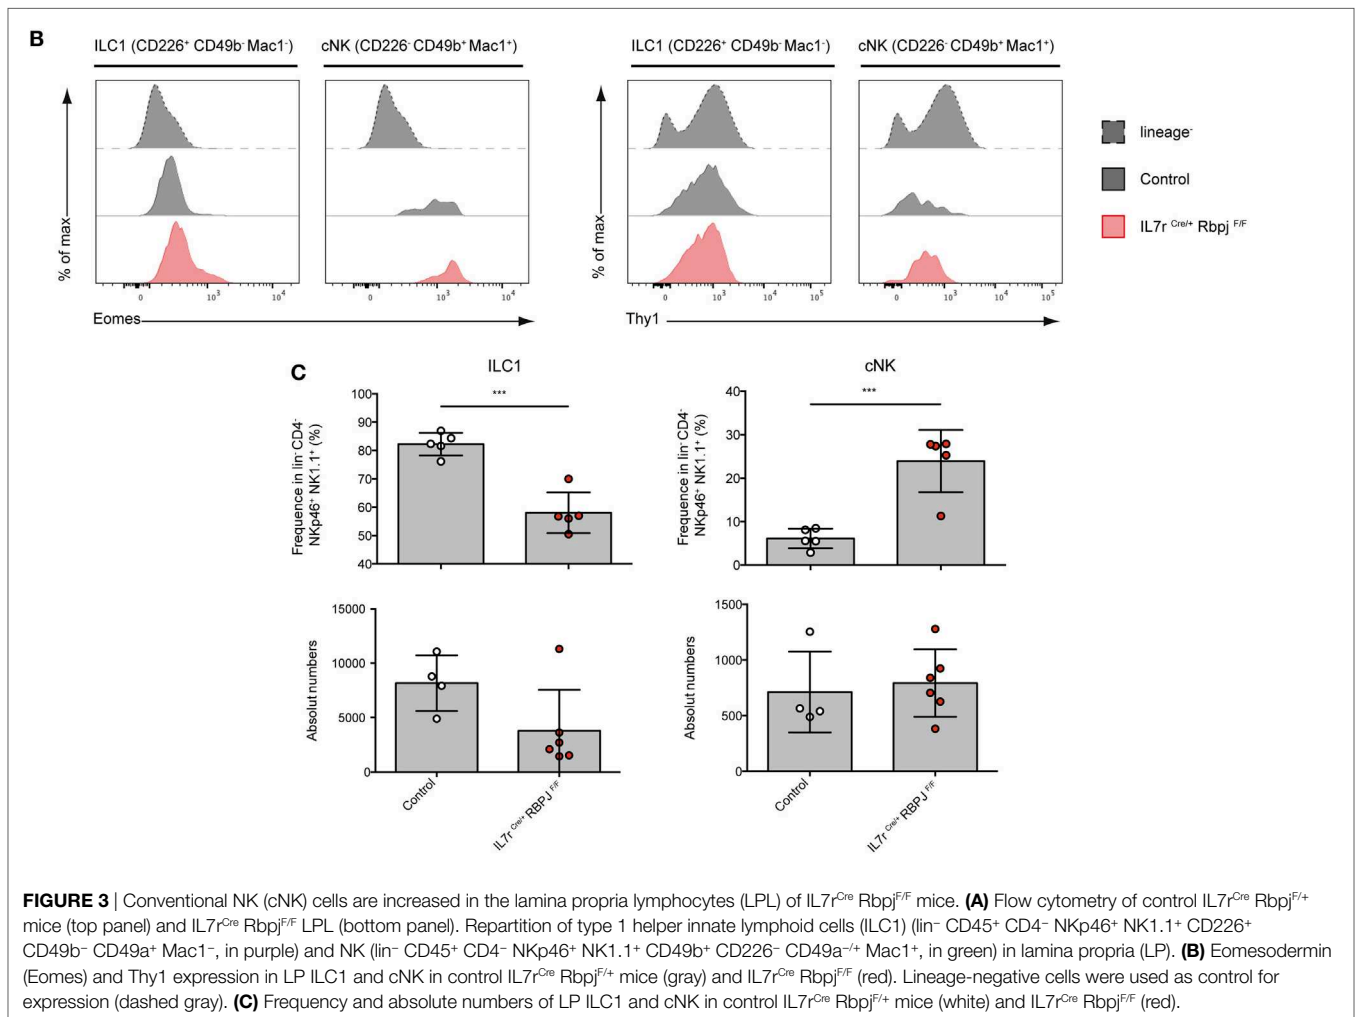 B
ILC1 (CD226⁺ CD49b⁻ Mac1⁻)
cNK (CD226⁻ CD49b⁺ Mac1⁺)
ILC1 (CD226⁺ CD49b⁻ Mac1⁻)
cNK (CD226⁻ CD49b⁺ Mac1⁺)
% of max
0 10³ 10⁴
0 10³ 10⁴
Eomes
% of max
0 10³ 10⁴ 10⁵
0 10³ 10⁴ 10⁵
Thy1
lineage⁻
Control
IL7r Cre/+ Rbpj F/F
C
ILC1
***
Frequence in lin⁻ CD4⁻
NKp46⁺ NK1.1⁺ (%)
100
90
80
70
60
50
40
cNK
***
Frequence in lin⁻ CD4⁻
NKp46⁺ NK1.1⁺ (%)
40
30
20
10
0
Absolut numbers
15000
10000
5000
0
Control
IL7r Cre/+ RBPJ F/F
Absolut numbers
1500
1000
500
0
Control
IL7r Cre/+ RBPJ F/F
FIGURE 3 | Conventional NK (cNK) cells are increased in the lamina propria lymphocytes (LPL) of IL7rCre RbpjF/F mice. (A) Flow cytometry of control IL7rCre RbpjF/+
mice (top panel) and IL7rCre RbpjF/F LPL (bottom panel). Repartition of type 1 helper innate lymphoid cells (ILC1) (lin− CD45+ CD4− NKp46+ NK1.1+ CD226+
CD49b− CD49a+ Mac1−, in purple) and NK (lin− CD45+ CD4− NKp46+ NK1.1+ CD49b+ CD226− CD49a−/+ Mac1+, in green) in lamina propria (LP). (B) Eomesodermin
(Eomes) and Thy1 expression in LP ILC1 and cNK in control IL7rCre RbpjF/+ mice (gray) and IL7rCre RbpjF/F (red). Lineage-negative cells were used as control for
expression (dashed gray). (C) Frequency and absolute numbers of LP ILC1 and cNK in control IL7rCre RbpjF/+ mice (white) and IL7rCre RbpjF/F (red).